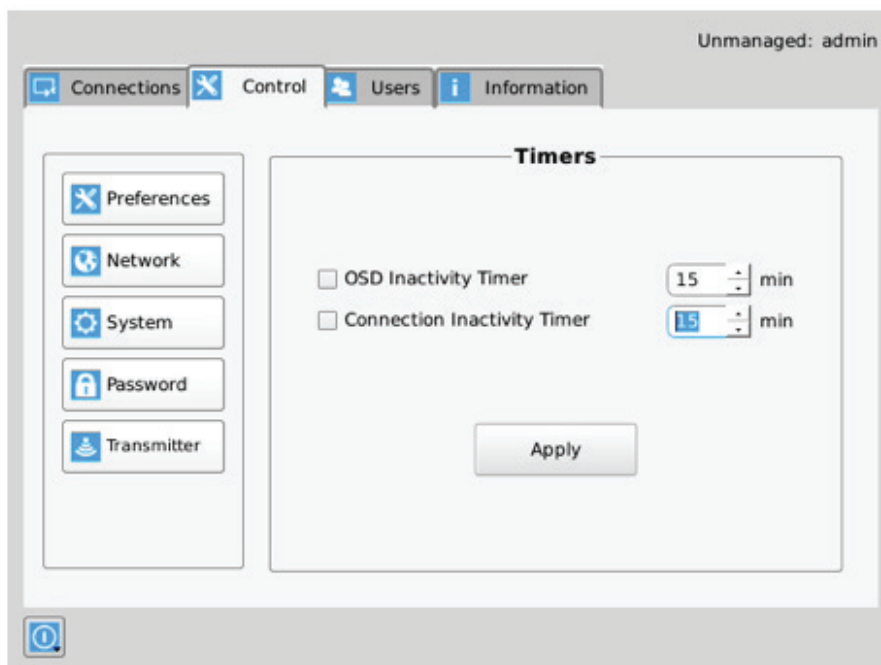 Unmanaged: admin
Connections Control Users Information
Timers
Preferences
Network
System
Password
Transmitter
OSD Inactivity Timer 15 min
Connection Inactivity Timer 15 min
Apply